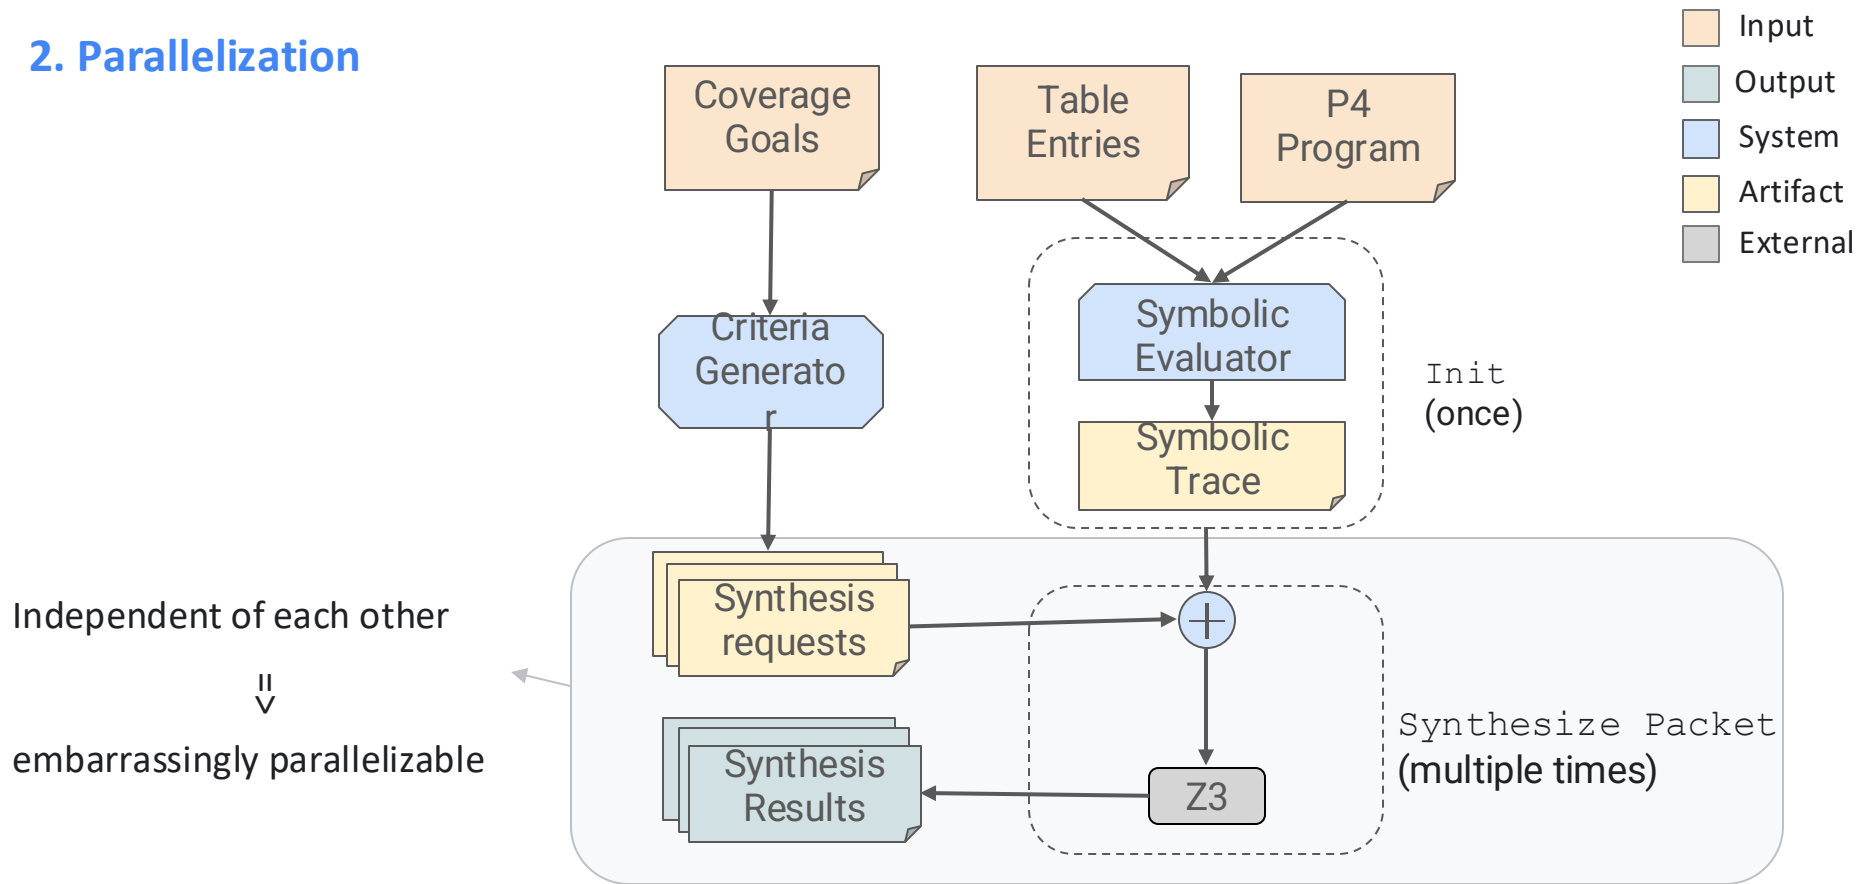 2. Parallelization
Input
Output
System
Artifact
External
Coverage
Goals
Table
Entries
P4
Program
Criteria
Generato
r
Symbolic
Evaluator
Symbolic
Trace
Init
(once)
Independent of each other
=>
embarrassingly parallelizable
Synthesis
requests
+
Synthesis
Results
Z3
Synthesize Packet
(multiple times)